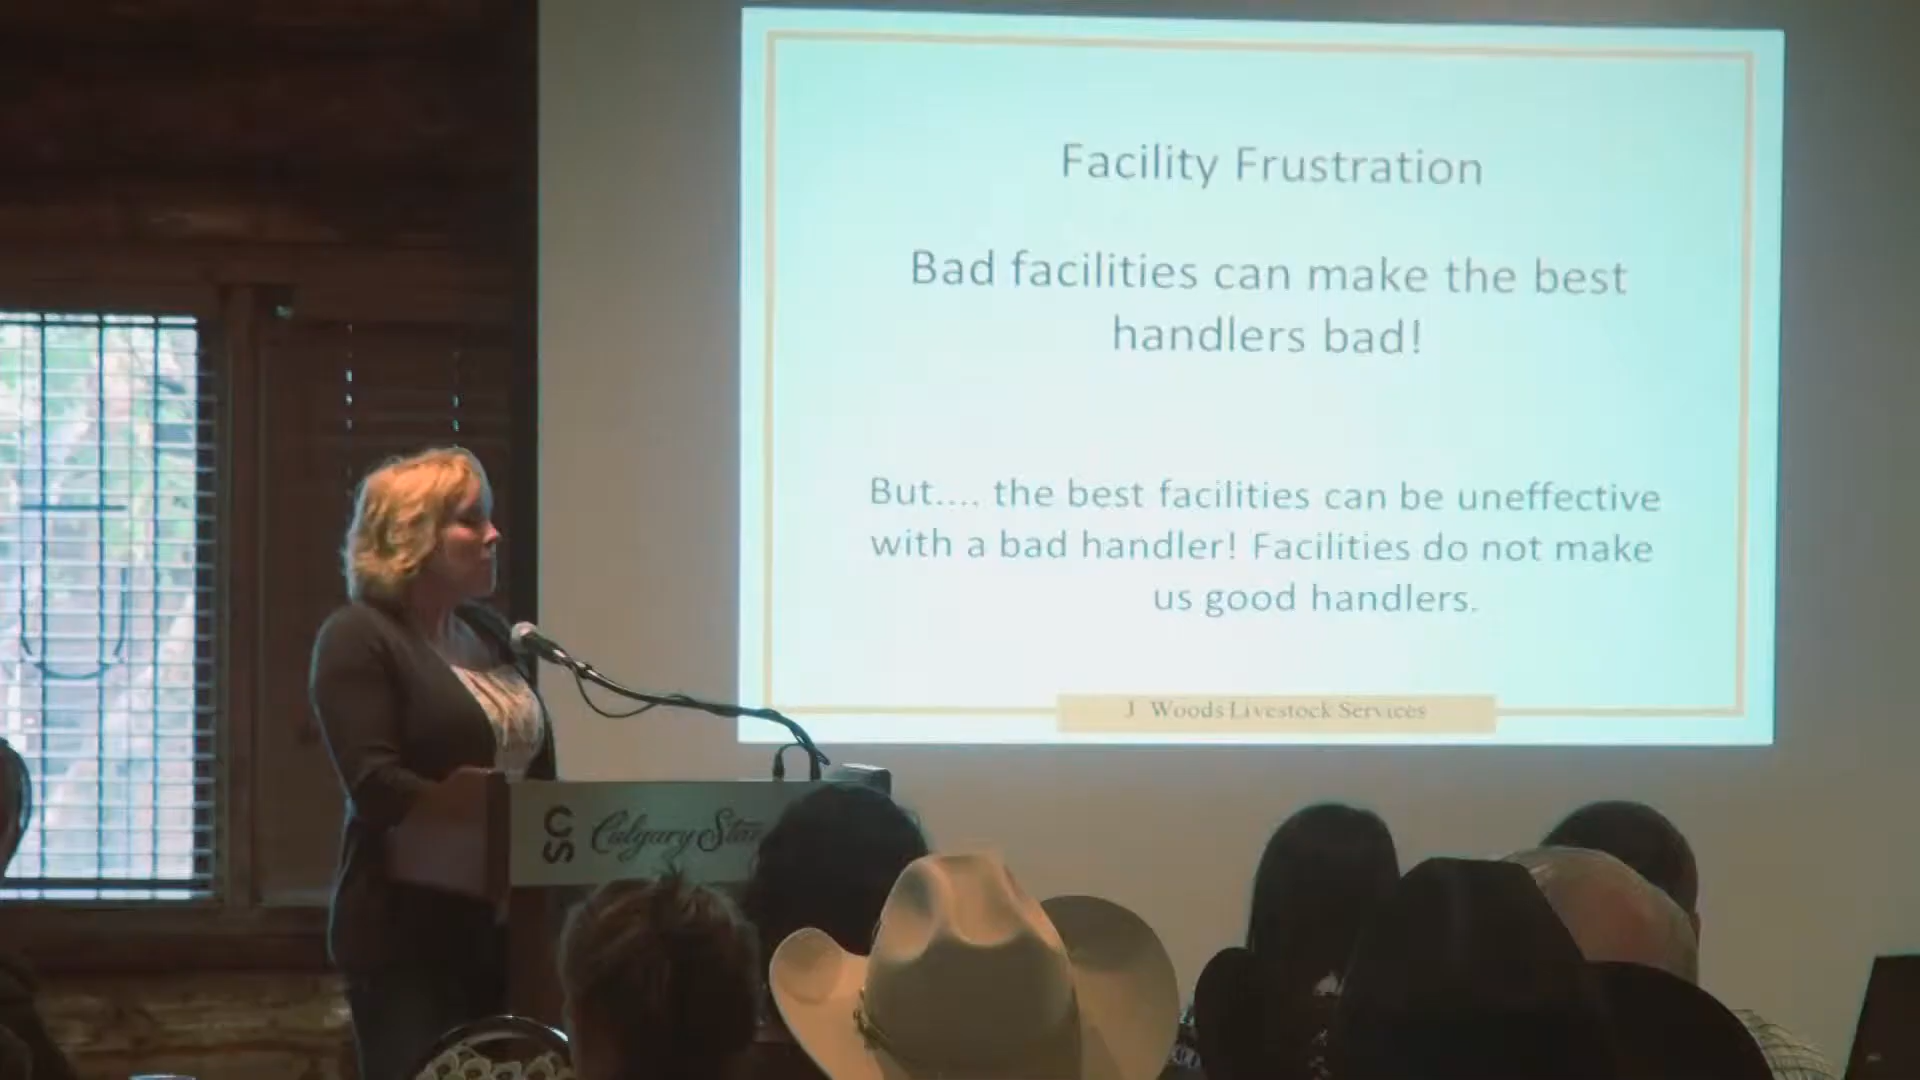 Facility Frustration
Bad facilities can make the best
handlers bad!
But.... the best facilities can be uneffective
with a bad handler! Facilities do not make
us good handlers.
J Woods Livestock Services
CS
Calgary Stam